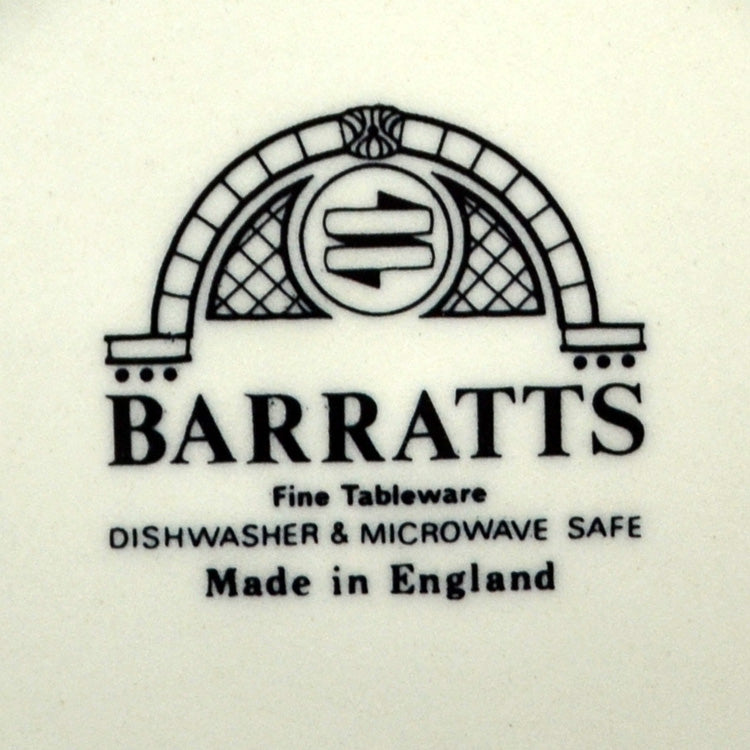 BARRATTS
Fine Tableware
DISHWASHER & MICROWAVE SAFE
Made in England